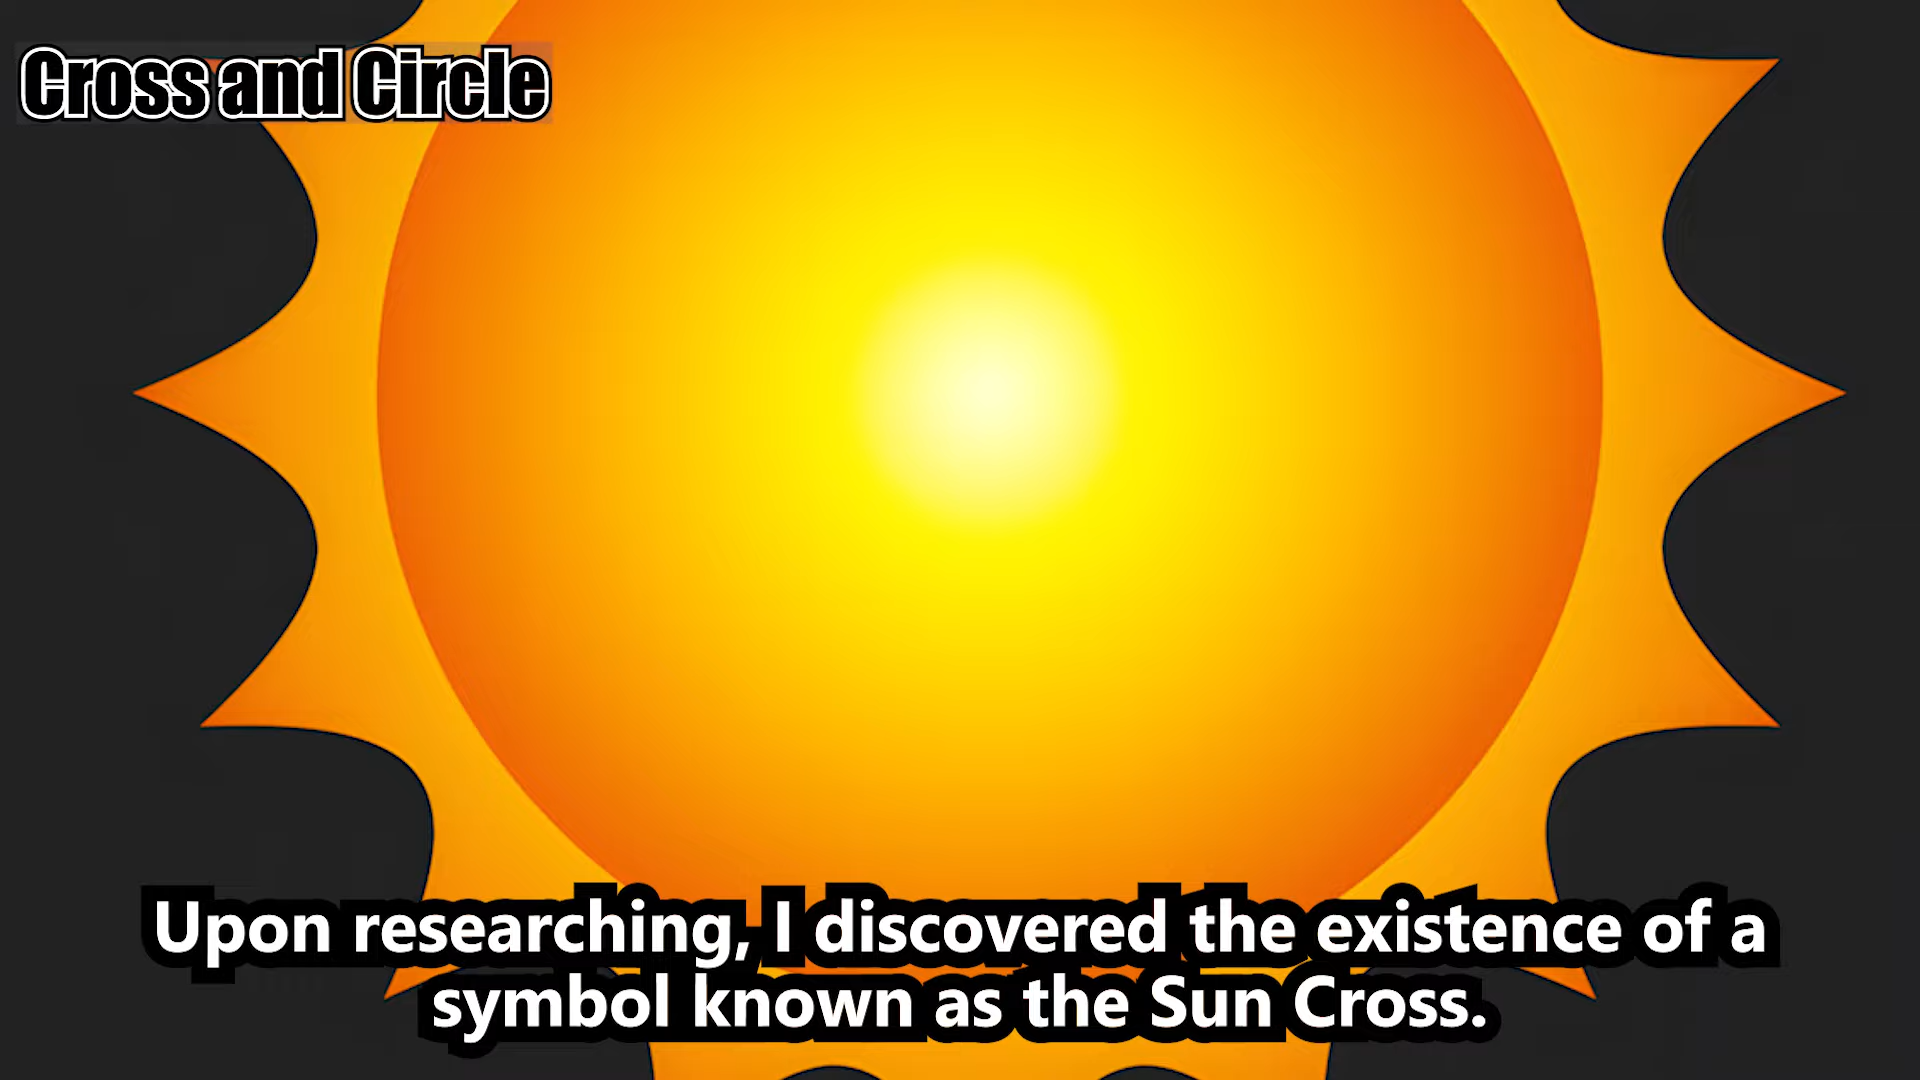 Cross and Circle
Upon researching, I discovered the existence of a
symbol known as the Sun Cross.